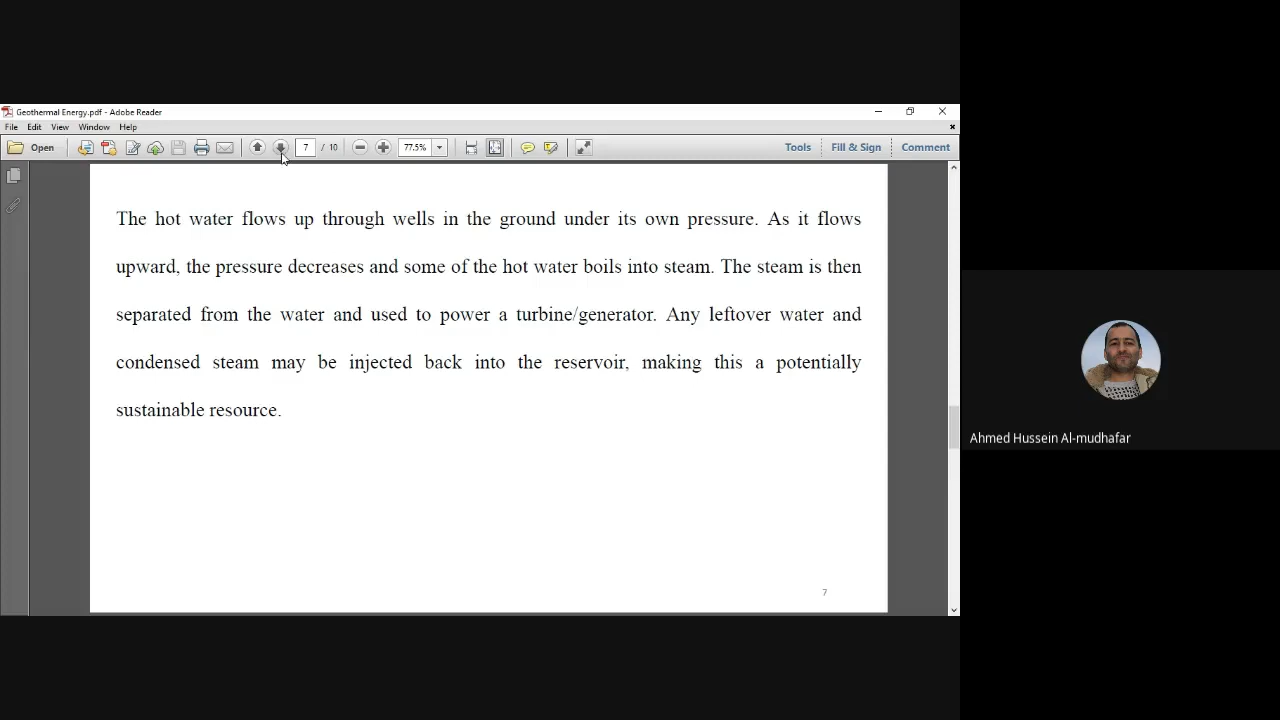 Geothermal Energy.pdf - Adobe Reader
File Edit View Window Help
Open 7 / 10 77.5% Tools Fill & Sign Comment
The hot water flows up through wells in the ground under its own pressure. As it flows
upward, the pressure decreases and some of the hot water boils into steam. The steam is then
separated from the water and used to power a turbine/generator. Any leftover water and
condensed steam may be injected back into the reservoir, making this a potentially
sustainable resource.
7
Ahmed Hussein Al-mudhafar